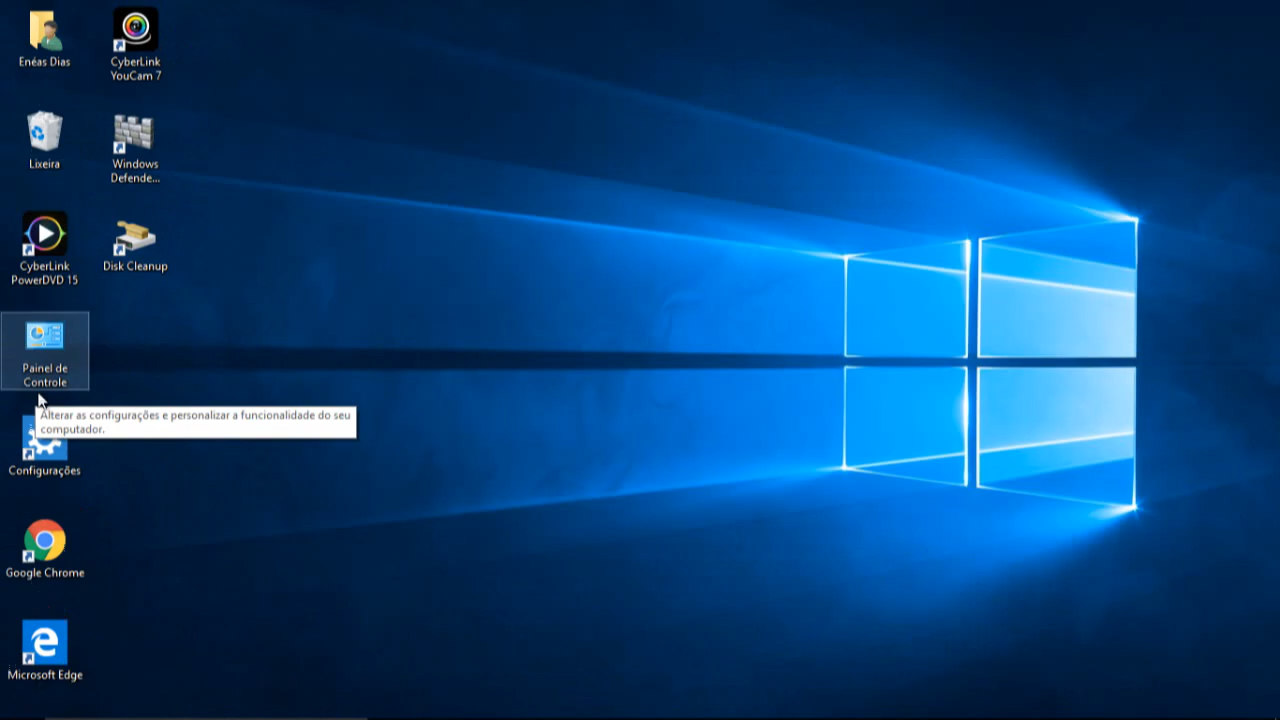 Enéas Dias
CyberLink
YouCam 7
Lixeira
Windows
Defende...
CyberLink
PowerDVD 15
Disk Cleanup
Painel de
Controle
Alterar as configurações e personalizar a funcionalidade do seu
computador.
Configurações
Google Chrome
Microsoft Edge